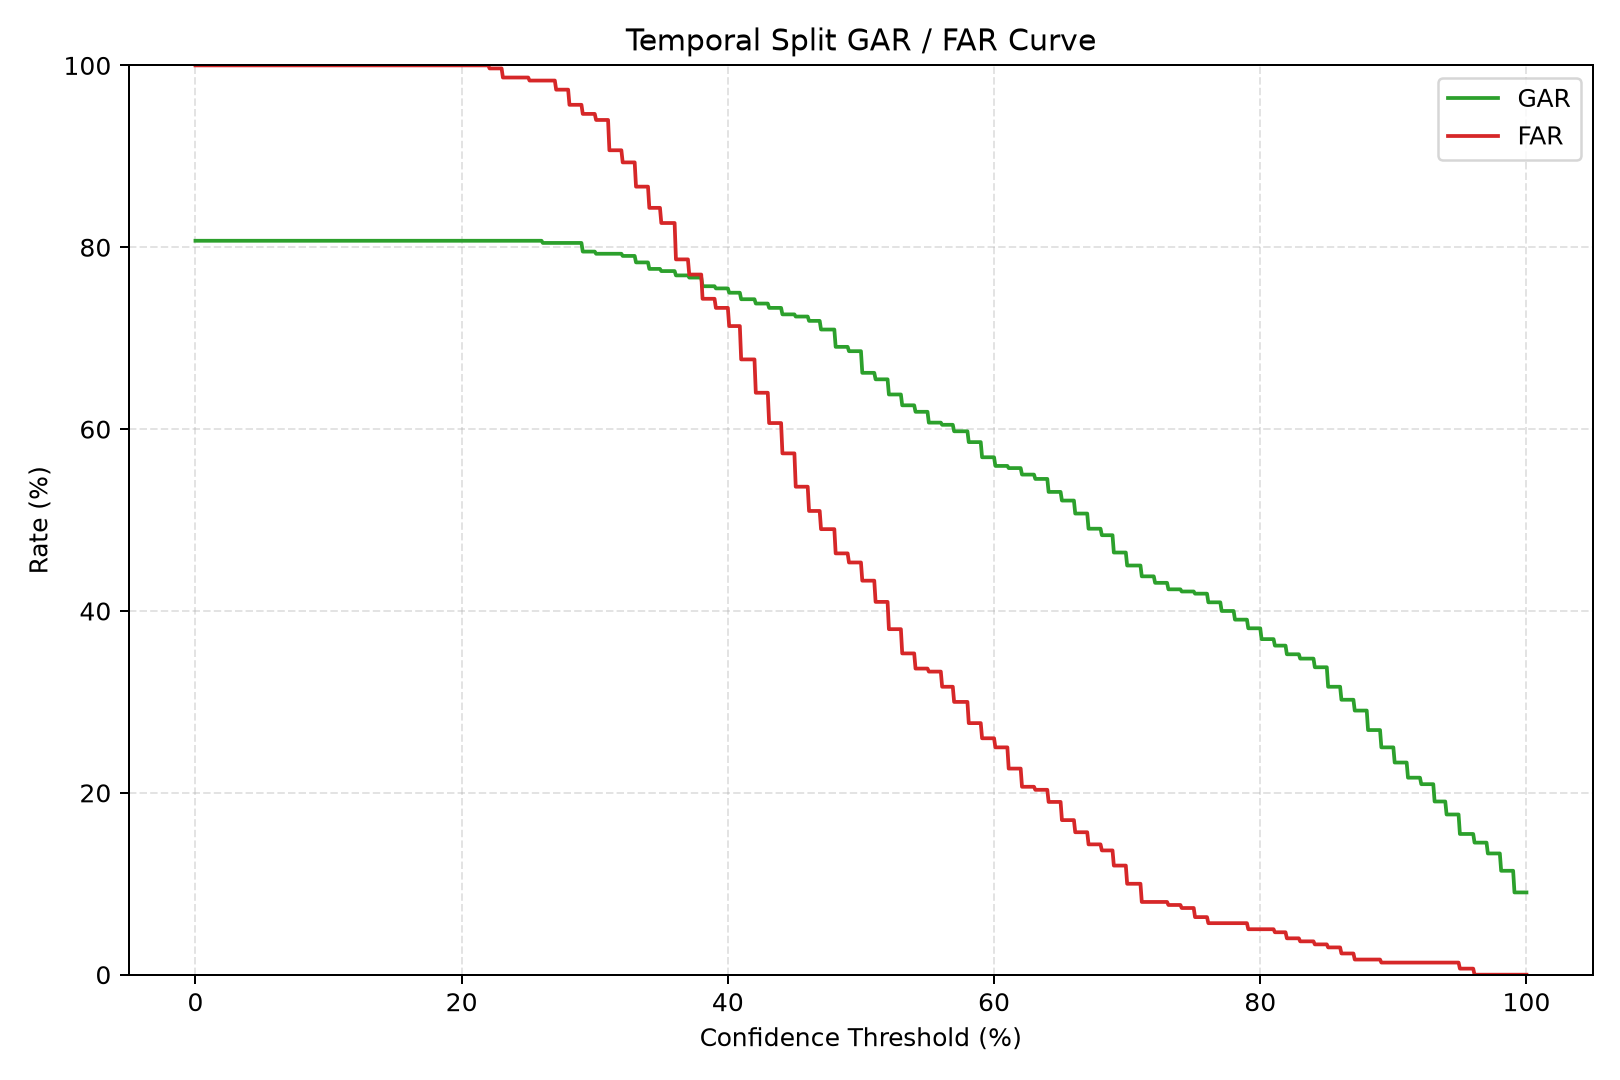 Temporal Split GAR / FAR Curve
GAR
FAR
Rate (%)
100
80
60
40
20
0
0 20 40 60 80 100
Confidence Threshold (%)